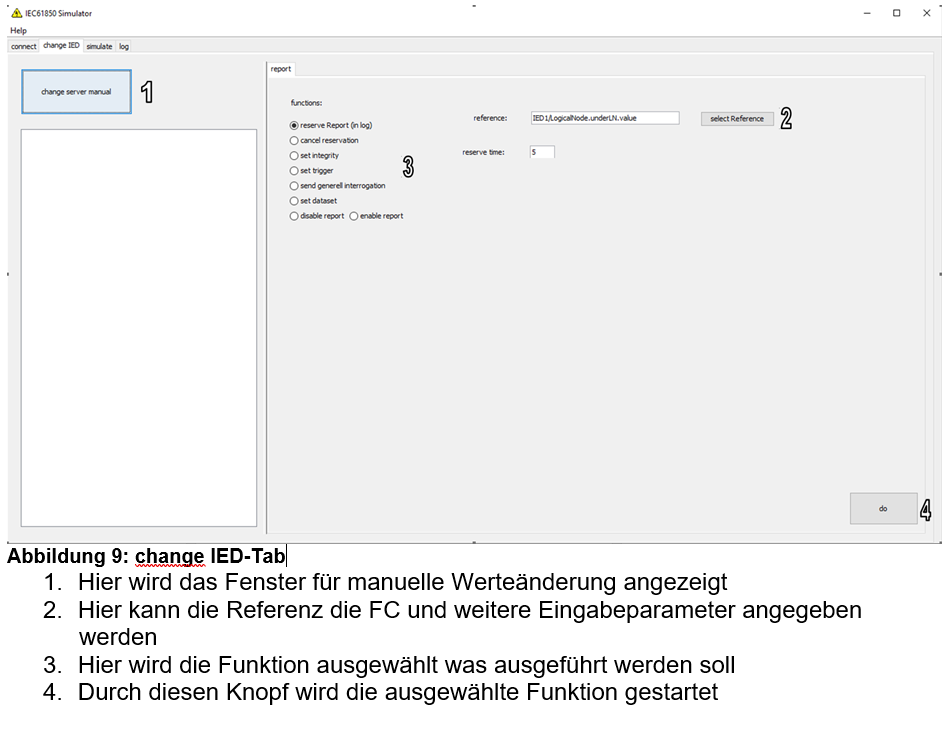 IEC61850 Simulator
Help
connect change IED simulate log
report
change server manual 1
functions:
reference: IED1/LogicalNode.underLN.value select Reference 2
reserve Report (in log)
cancel reservation
reserve time: 5
set integrity
3
set trigger
send generell interrogation
set dataset
disable report enable report
do 4
Abbildung 9: change IED-Tab
1. Hier wird das Fenster für manuelle Werteänderung angezeigt
2. Hier kann die Referenz die FC und weitere Eingabeparameter angegeben
werden
3. Hier wird die Funktion ausgewählt was ausgeführt werden soll
4. Durch diesen Knopf wird die ausgewählte Funktion gestartet